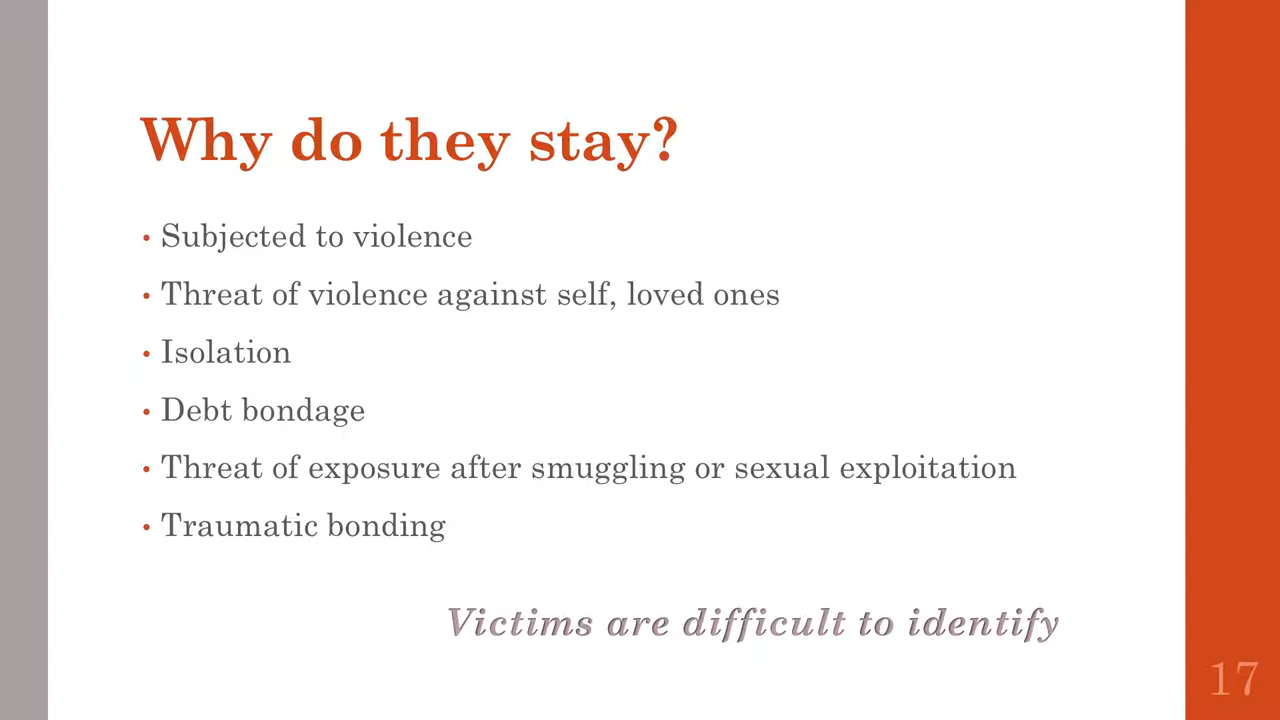 Why do they stay?
• Subjected to violence
• Threat of violence against self, loved ones
• Isolation
• Debt bondage
• Threat of exposure after smuggling or sexual exploitation
• Traumatic bonding
Victims are difficult to identify
17